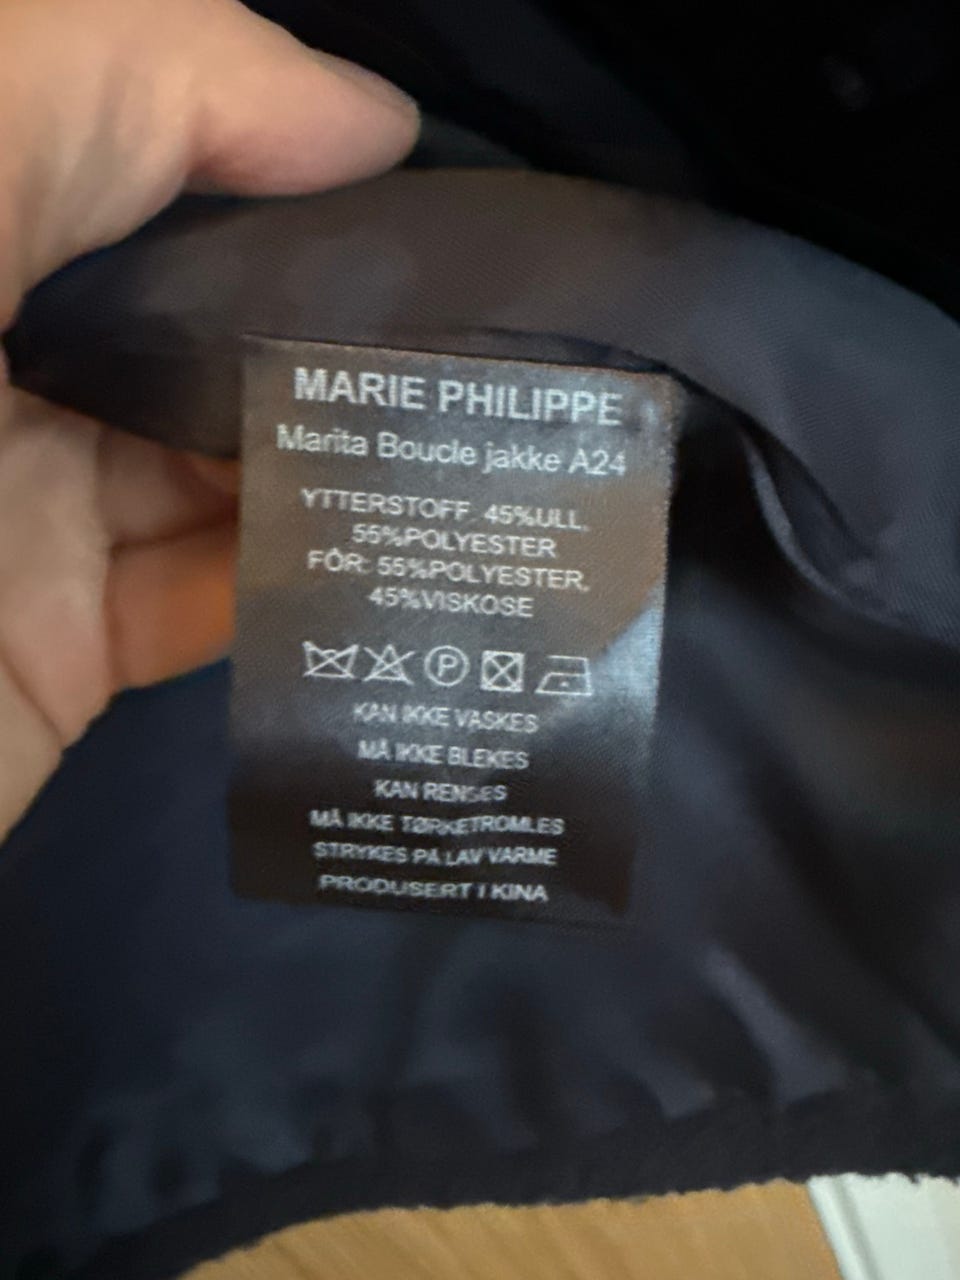 MARIE PHILIPPE
Marita Boucle jakke A24
YTTERSTOFF: 45%ULL,
55%POLYESTER
FÔR: 55%POLYESTER,
45%VISKOSE
P
KAN IKKE VASKES
MÅ IKKE BLEKES
KAN RENSES
MÅ IKKE TØRKETROMLES
STRYKES PÅ LAV VARME
PRODUSERT I KINA